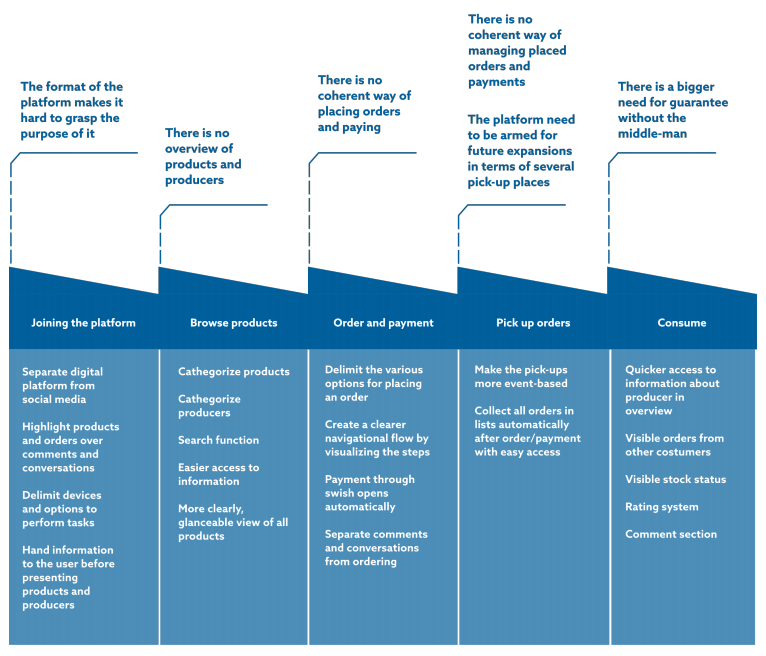 The format of the
platform makes it
hard to grasp the
purpose of it
There is no
overview of
products and
producers
There is no
coherent way of
placing orders
and paying
There is no
coherent way of
managing placed
orders and
payments
The platform need
to be armed for
future expansions
in terms of several
pick-up places
There is a bigger
need for guarantee
without the
middle-man
Joining the platform
Browse products
Order and payment
Pick up orders
Consume
Separate digital
platform from
social media
Highlight products
and orders over
comments and
conversations
Delimit devices
and options to
perform tasks
Hand information
to the user before
presenting
products and
producers
Cathegorize products
Cathegorize
producers
Search function
Easier access to
information
More clearly,
glanceable view of all
products
Delimit the various
options for placing
an order
Create a clearer
navigational flow by
visualizing the steps
Payment through
swish opens
automatically
Separate comments
and conversations
from ordering
Make the pick-ups
more event-based
Collect all orders in
lists automatically
after order/payment
with easy access
Quicker access to
information about
producer in
overview
Visible orders from
other costumers
Visible stock status
Rating system
Comment section